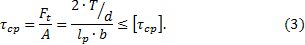 τ_ср = F_t / A = (2 · T / d) / (l_p · b) ≤ [τ_ср]. (3)